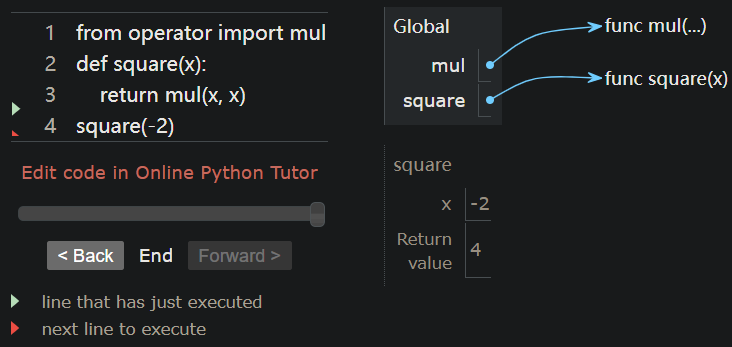 1 from operator import mul
2 def square(x):
3     return mul(x, x)
4 square(-2)
Edit code in Online Python Tutor
< Back End Forward >
line that has just executed
next line to execute
Global
mul
square
func mul(...)
func square(x)
square
x -2
Return
value 4